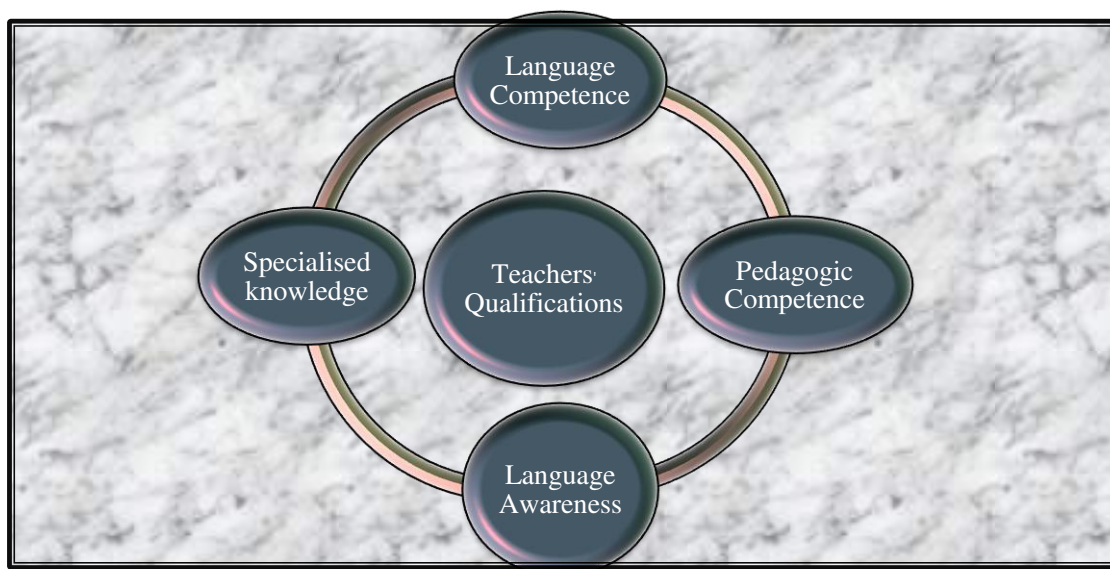 Language
Competence
Specialised
knowledge
Teachers'
Qualifications
Pedagogic
Competence
Language
Awareness